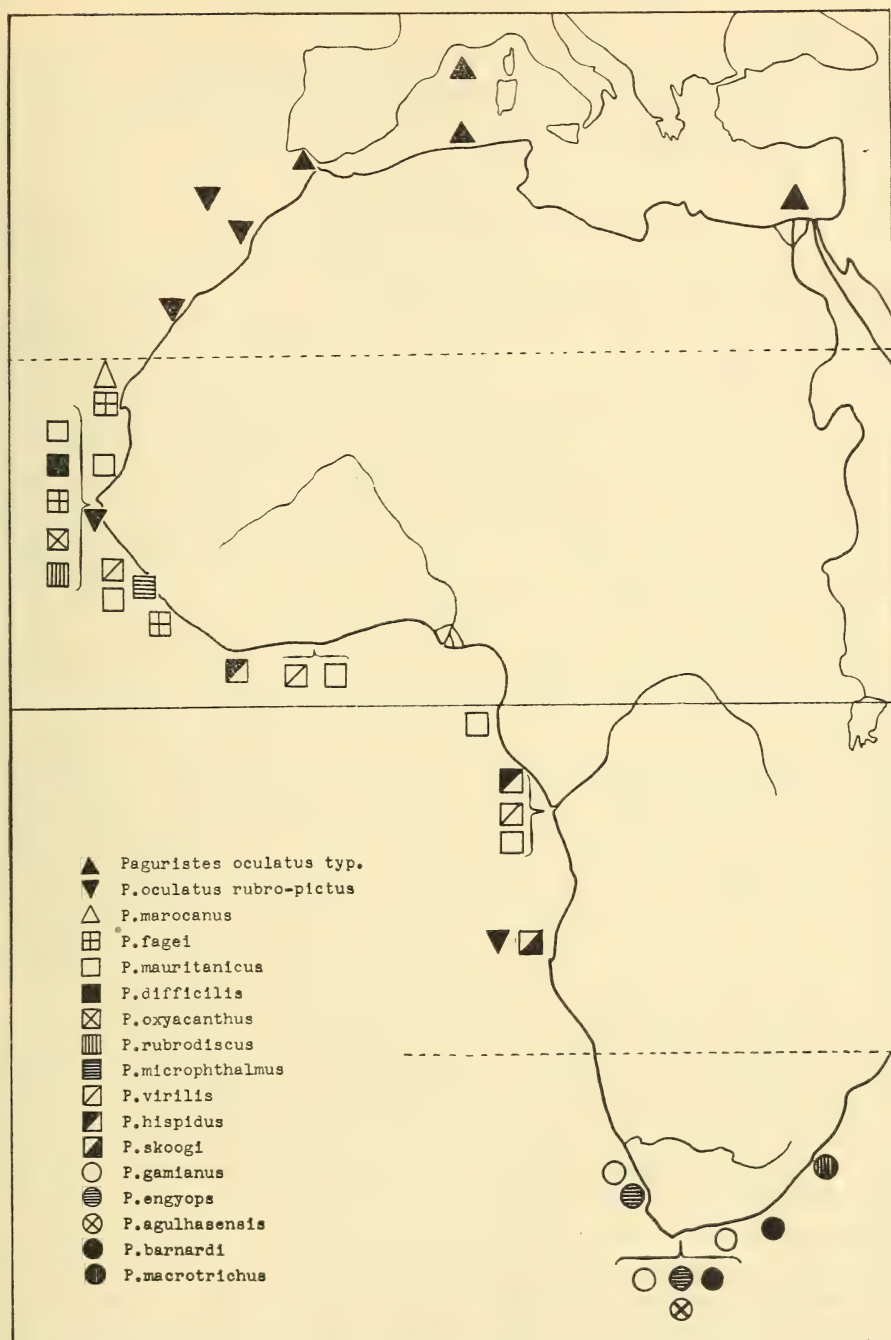 Paguristes oculatus typ.
P.oculatus rubro-pictus
P.marocanus
P.fagei
P.mauritanicus
P.difficilis
P.oxyacanthus
P.rubrodiscus
P.microphthalmus
P.virilis
P.hispidus
P.skoogi
P.gamianus
P.engyops
P.agulhasensis
P.barnardi
P.macrotrichus